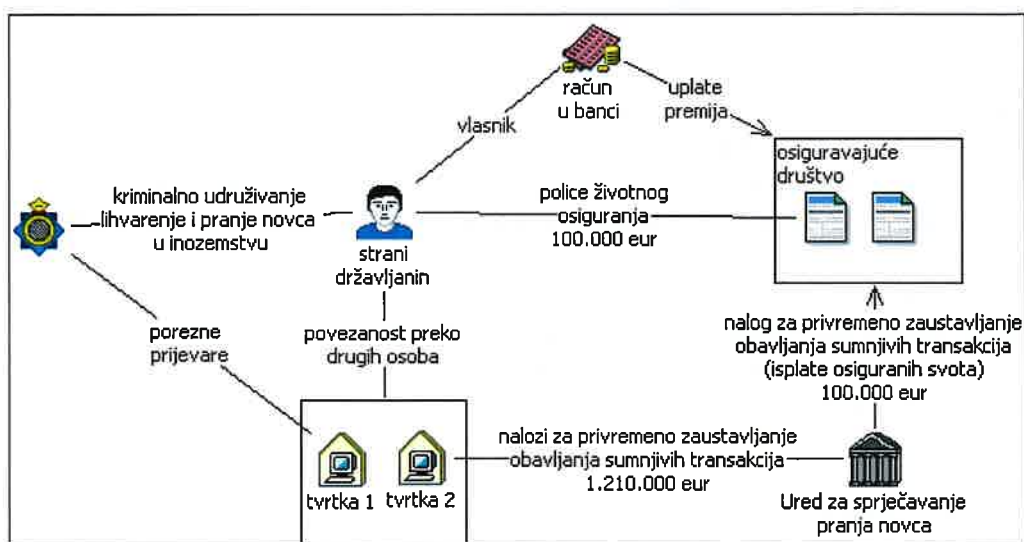 račun
u banci
uplate
premija
vlasnik
osiguravajuće
društvo
kriminalno udruživanje
lihvarenje i pranje novca
u inozemstvu
police životnog
osiguranja
100.000 eur
strani
državljanin
porezne
prijevare
povezanost preko
drugih osoba
nalog za privremeno zaustavljanje
obavljanja sumnjivih transakcija
(isplate osiguranih svota)
100.000 eur
nalozi za privremeno zaustavljanje
obavljanja sumnjivih transakcija
1.210.000 eur
tvrtka 1
tvrtka 2
Ured za sprječavanje
pranja novca